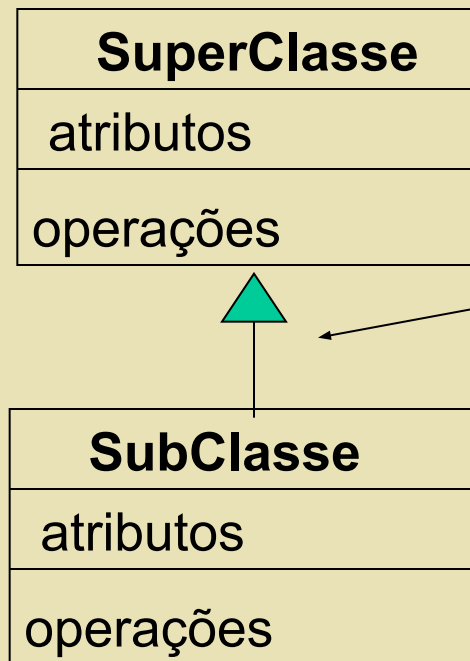 SuperClasse
atributos
operações
SubClasse
atributos
operações